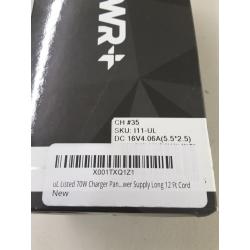 WR+
CH #35
SKU: I11-UL
DC 16V4.06A(5.5*2.5)
X001TXQ1Z1
uL Listed 70W Charger Pan...wer Supply Long 12 Ft Cord
New